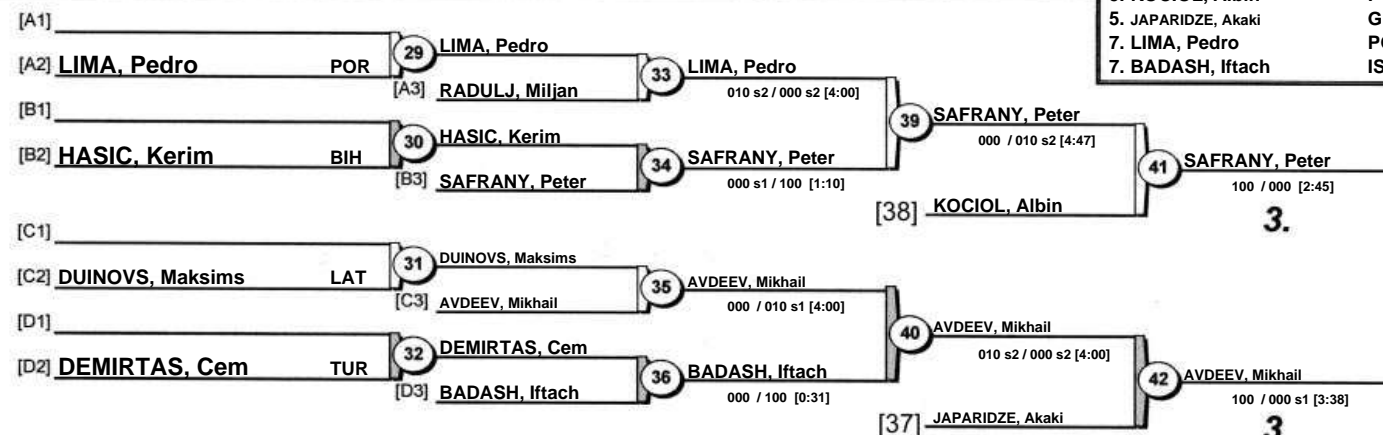 5. JAPARIDZE, Akaki G
7. LIMA, Pedro
7. BADASH, Iftach IS
[A1]
[A2] LIMA, Pedro POR
29
LIMA, Pedro
[A3] RADULJ, Miljan
33
LIMA, Pedro
010 s2 / 000 s2 [4:00]
[B1]
[B2] HASIC, Kerim BIH
30
HASIC, Kerim
[B3] SAFRANY, Peter
34
SAFRANY, Peter
000 s1 / 100 [1:10]
39
SAFRANY, Peter
000 / 010 s2 [4:47]
[38] KOCIOL, Albin
41
SAFRANY, Peter
100 / 000 [2:45]
3.
[C1]
[C2] DUINOVS, Maksims LAT
31
DUINOVS, Maksims
[C3] AVDEEV, Mikhail
35
AVDEEV, Mikhail
000 / 010 s1 [4:00]
[D1]
[D2] DEMIRTAS, Cem TUR
32
DEMIRTAS, Cem
[D3] BADASH, Iftach
36
BADASH, Iftach
000 / 100 [0:31]
40
AVDEEV, Mikhail
010 s2 / 000 s2 [4:00]
[37] JAPARIDZE, Akaki
42
AVDEEV, Mikhail
100 / 000 s1 [3:38]
3